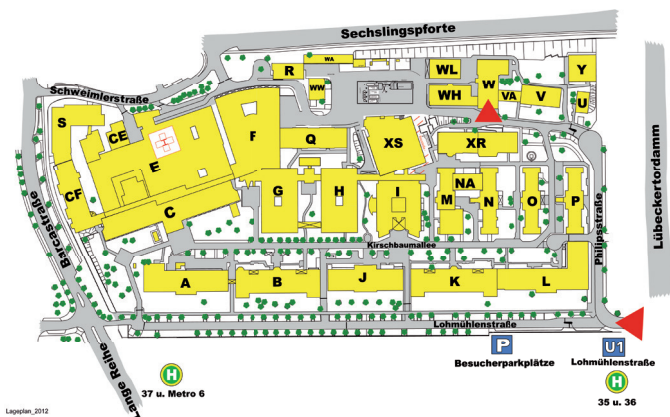 Sechslingspforte
Schweimlerstraße
Barcastraße
Lange Reihe
Lübeckertordamm
Philipsstraße
Kirschbaumallee
Lohmühlenstraße
WA
R
WW
WL
WH
W
VA
V
Y
U
S
CE
E
F
Q
XS
XR
CF
C
G
H
I
M
NA
N
O
P
A
B
J
K
L
H
37 u. Metro 6
P
Besucherparkplätze
U1
Lohmühlenstraße
H
35 u. 36
Lageplan_2012